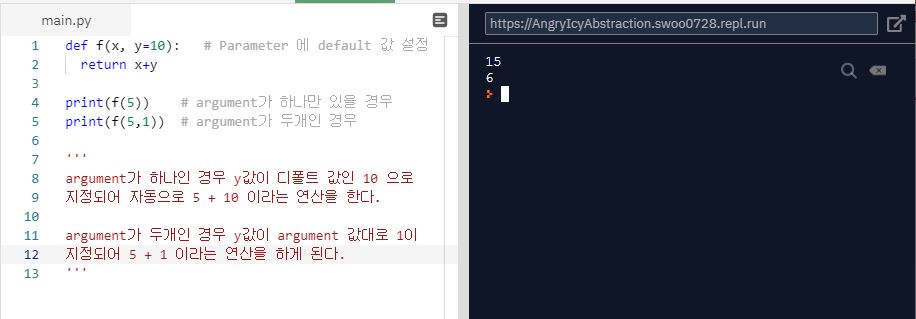 main.py
1 def f(x, y=10):   # Parameter 에 default 값 설정
2   return x+y
3
4 print(f(5))    # argument가 하나만 있을 경우
5 print(f(5,1))  # argument가 두개인 경우
6
7 '''
8 argument가 하나인 경우 y값이 디폴트 값인 10 으로
9 지정되어 자동으로 5 + 10 이라는 연산을 한다.
10
11 argument가 두개인 경우 y값이 argument 값대로 1이
12 지정되어 5 + 1 이라는 연산을 하게 된다.
13 '''
https://AngryIcyAbstraction.swoo0728.repl.run
15
6